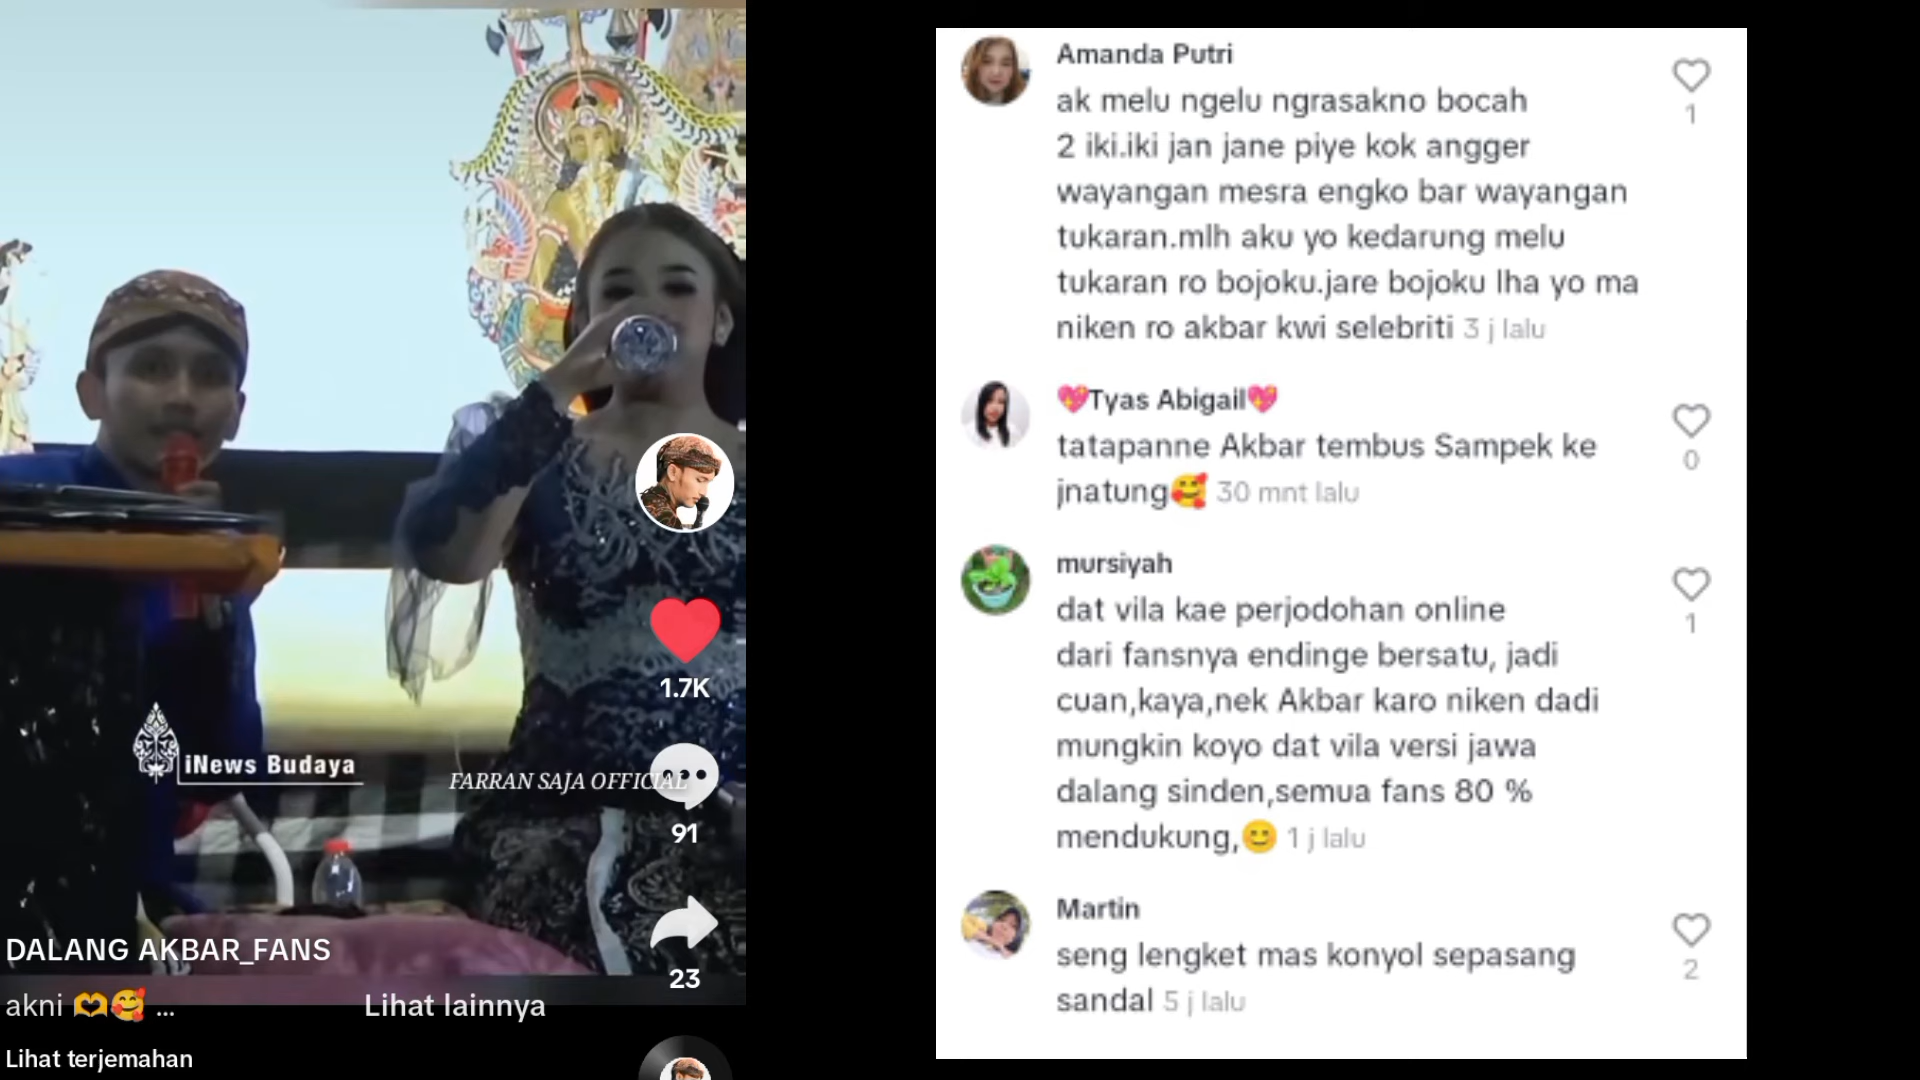 iNews Budaya
FARRAN SAJA OFFICIAL
1.7K
91
23
DALANG AKBAR_FANS
akni 🫶🥰 ...
Lihat lainnya
Lihat terjemahan
Amanda Putri
ak melu ngelu ngrasakno bocah
2 iki.iki jan jane piye kok angger
wayangan mesra engko bar wayangan
tukaran.mlh aku yo kedarung melu
tukaran ro bojoku.jare bojoku lha yo ma
niken ro akbar kwi selebriti 3 j lalu
1
💖Tyas Abigail💖
tatapanne Akbar tembus Sampek ke
jnatung🥰 30 mnt lalu
0
mursiyah
dat vila kae perjodohan online
dari fansnya endinge bersatu, jadi
cuan,kaya,nek Akbar karo niken dadi
mungkin koyo dat vila versi jawa
dalang sinden,semua fans 80 %
mendukung,😊 1 j lalu
1
Martin
seng lengket mas konyol sepasang
sandal 5 j lalu
2